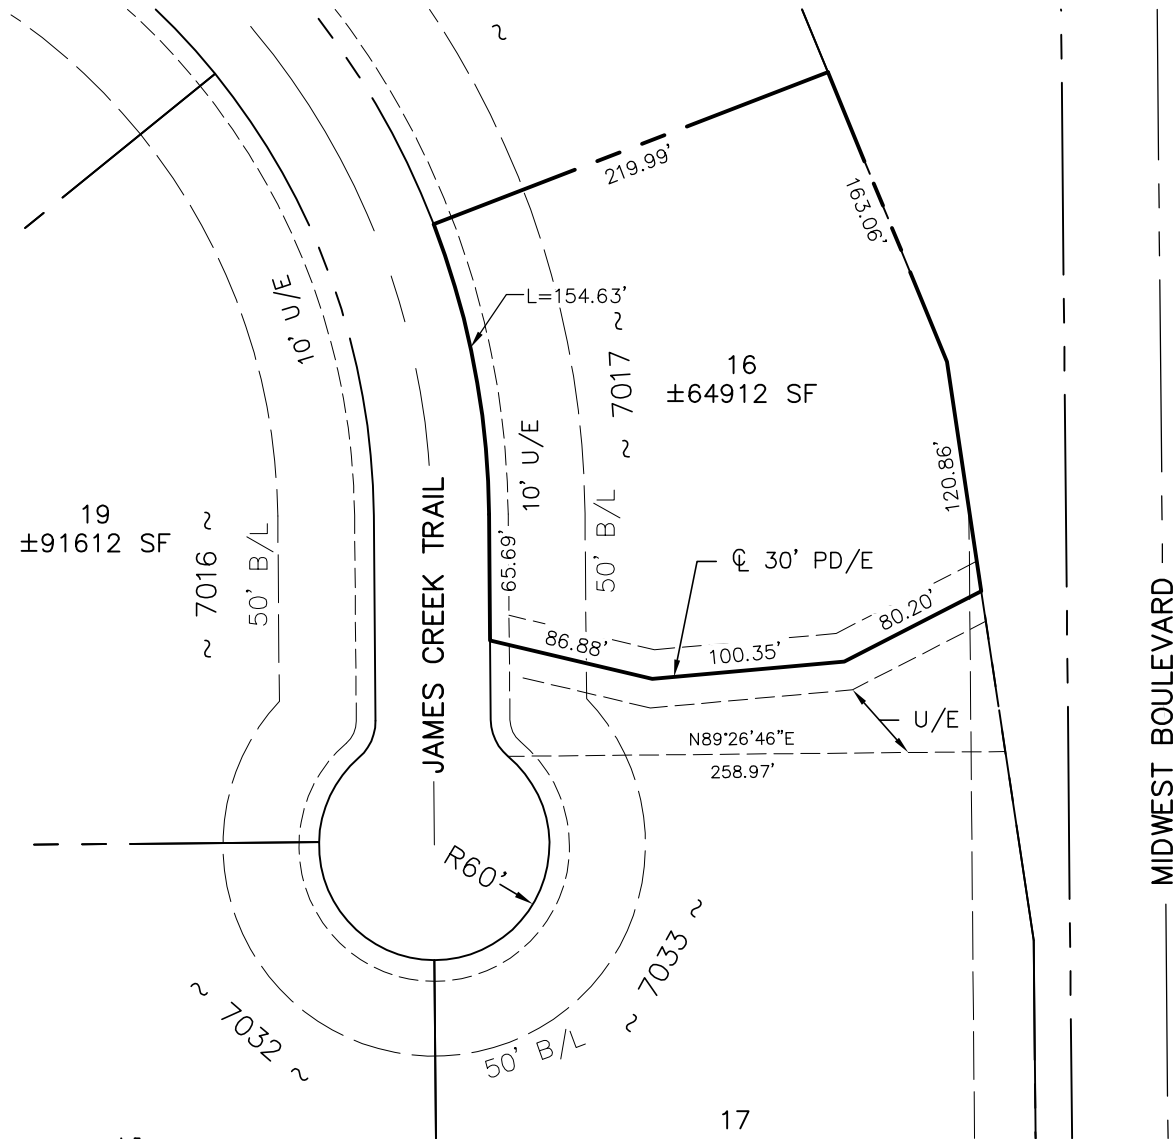 219.99'
163.06'
10' U/E
L=154.63'
~ 7017 ~
16
±64912 SF
10' U/E
120.86'
19
±91612 SF
~ 7016 ~
50' B/L
JAMES CREEK TRAIL
65.69'
50' B/L
℄ 30' PD/E
80.20'
86.88'
100.35'
U/E
N89°26'46"E
258.97'
MIDWEST BOULEVARD
R60'
~ 7033 ~
~ 7032 ~
50' B/L
17